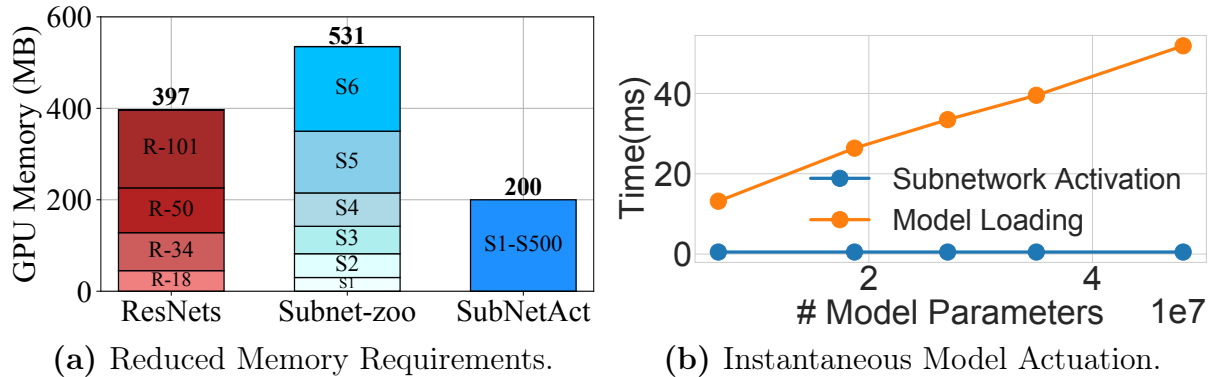 GPU Memory (MB)
600
400
200
0
397
R-101
R-50
R-34
R-18
531
S6
S5
S4
S3
S2
S1
200
S1-S500
ResNets
Subnet-zoo
SubNetAct
(a) Reduced Memory Requirements.
Time(ms)
40
20
0
Subnetwork Activation
Model Loading
2
4
# Model Parameters
1e7
(b) Instantaneous Model Actuation.